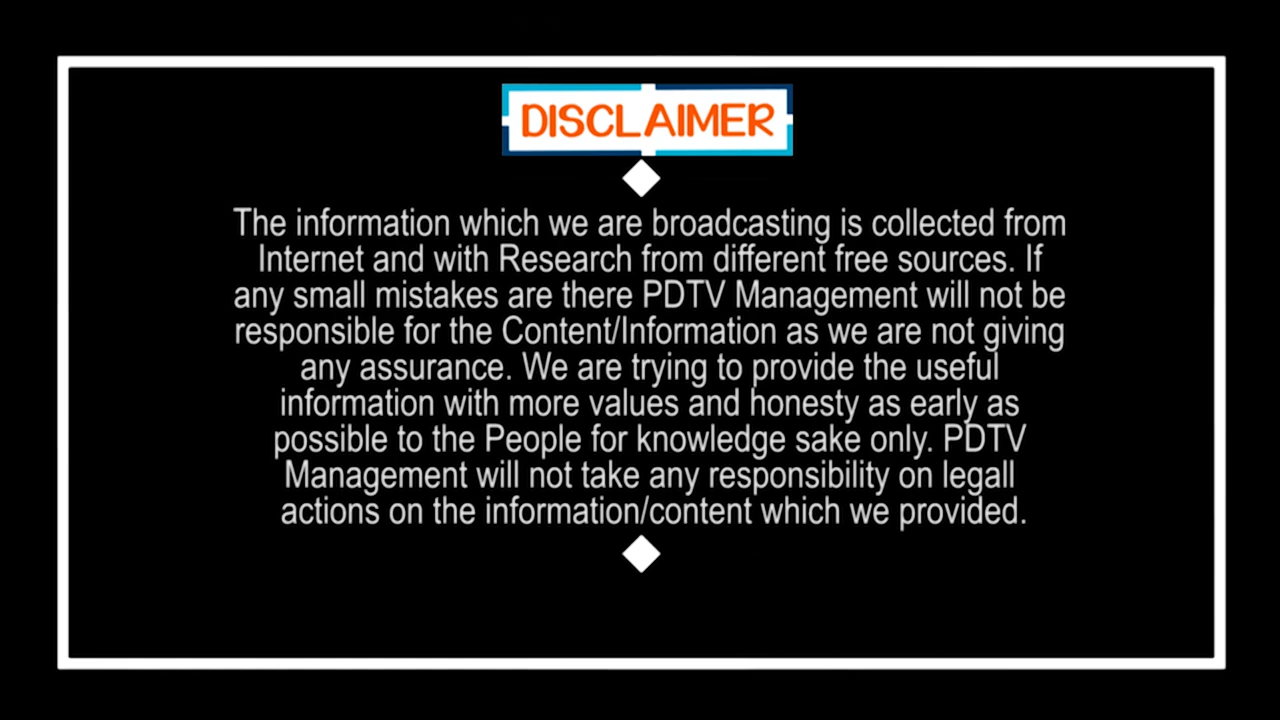 DISCLAIMER
The information which we are broadcasting is collected from
Internet and with Research from different free sources. If
any small mistakes are there PDTV Management will not be
responsible for the Content/Information as we are not giving
any assurance. We are trying to provide the useful
information with more values and honesty as early as
possible to the People for knowledge sake only. PDTV
Management will not take any responsibility on legall
actions on the information/content which we provided.